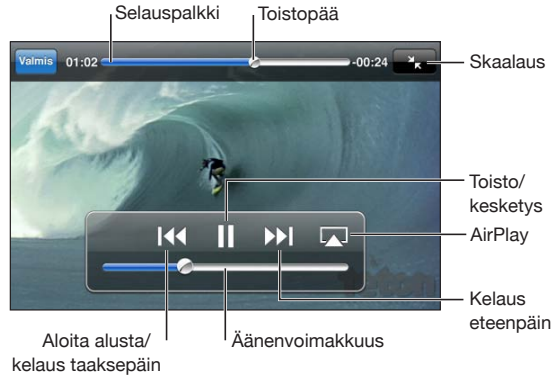 Selauspalkki
Toistopää
Valmis
01:02
-00:24
Skaalaus
Toisto/
kesketys
AirPlay
Kelaus
eteenpäin
Aloita alusta/
kelaus taaksepäin
Äänenvoimakkuus